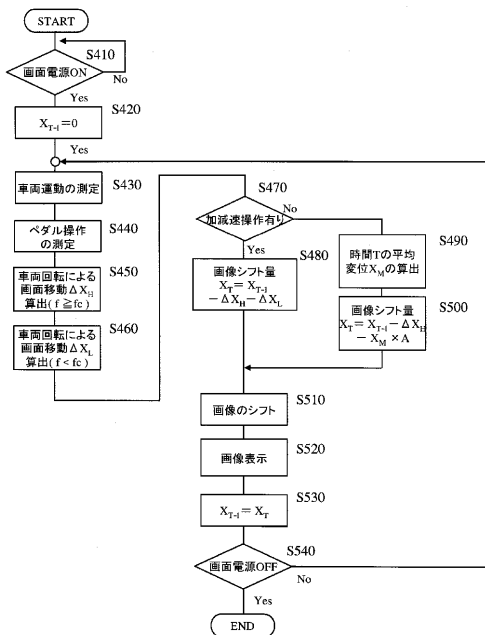 START
S410
画面電源ON
No
Yes
S420
X_{T-1}=0
Yes
S430
車両運動の測定
S440
ペダル操作
の測定
S450
車両回転による
画面移動ΔX_H
算出(f≧fc)
S460
車両回転による
画面移動ΔX_L
算出(f<fc)
S470
加減速操作有り
No
Yes
S480
画像シフト量
X_T=X_{T-1}
-ΔX_H-ΔX_L
S490
時間Tの平均
変位X_Mの算出
S500
画像シフト量
X_T=X_{T-1}-ΔX_H
-X_M×A
S510
画像のシフト
S520
画像表示
S530
X_{T-1}=X_T
S540
画面電源OFF
No
Yes
END